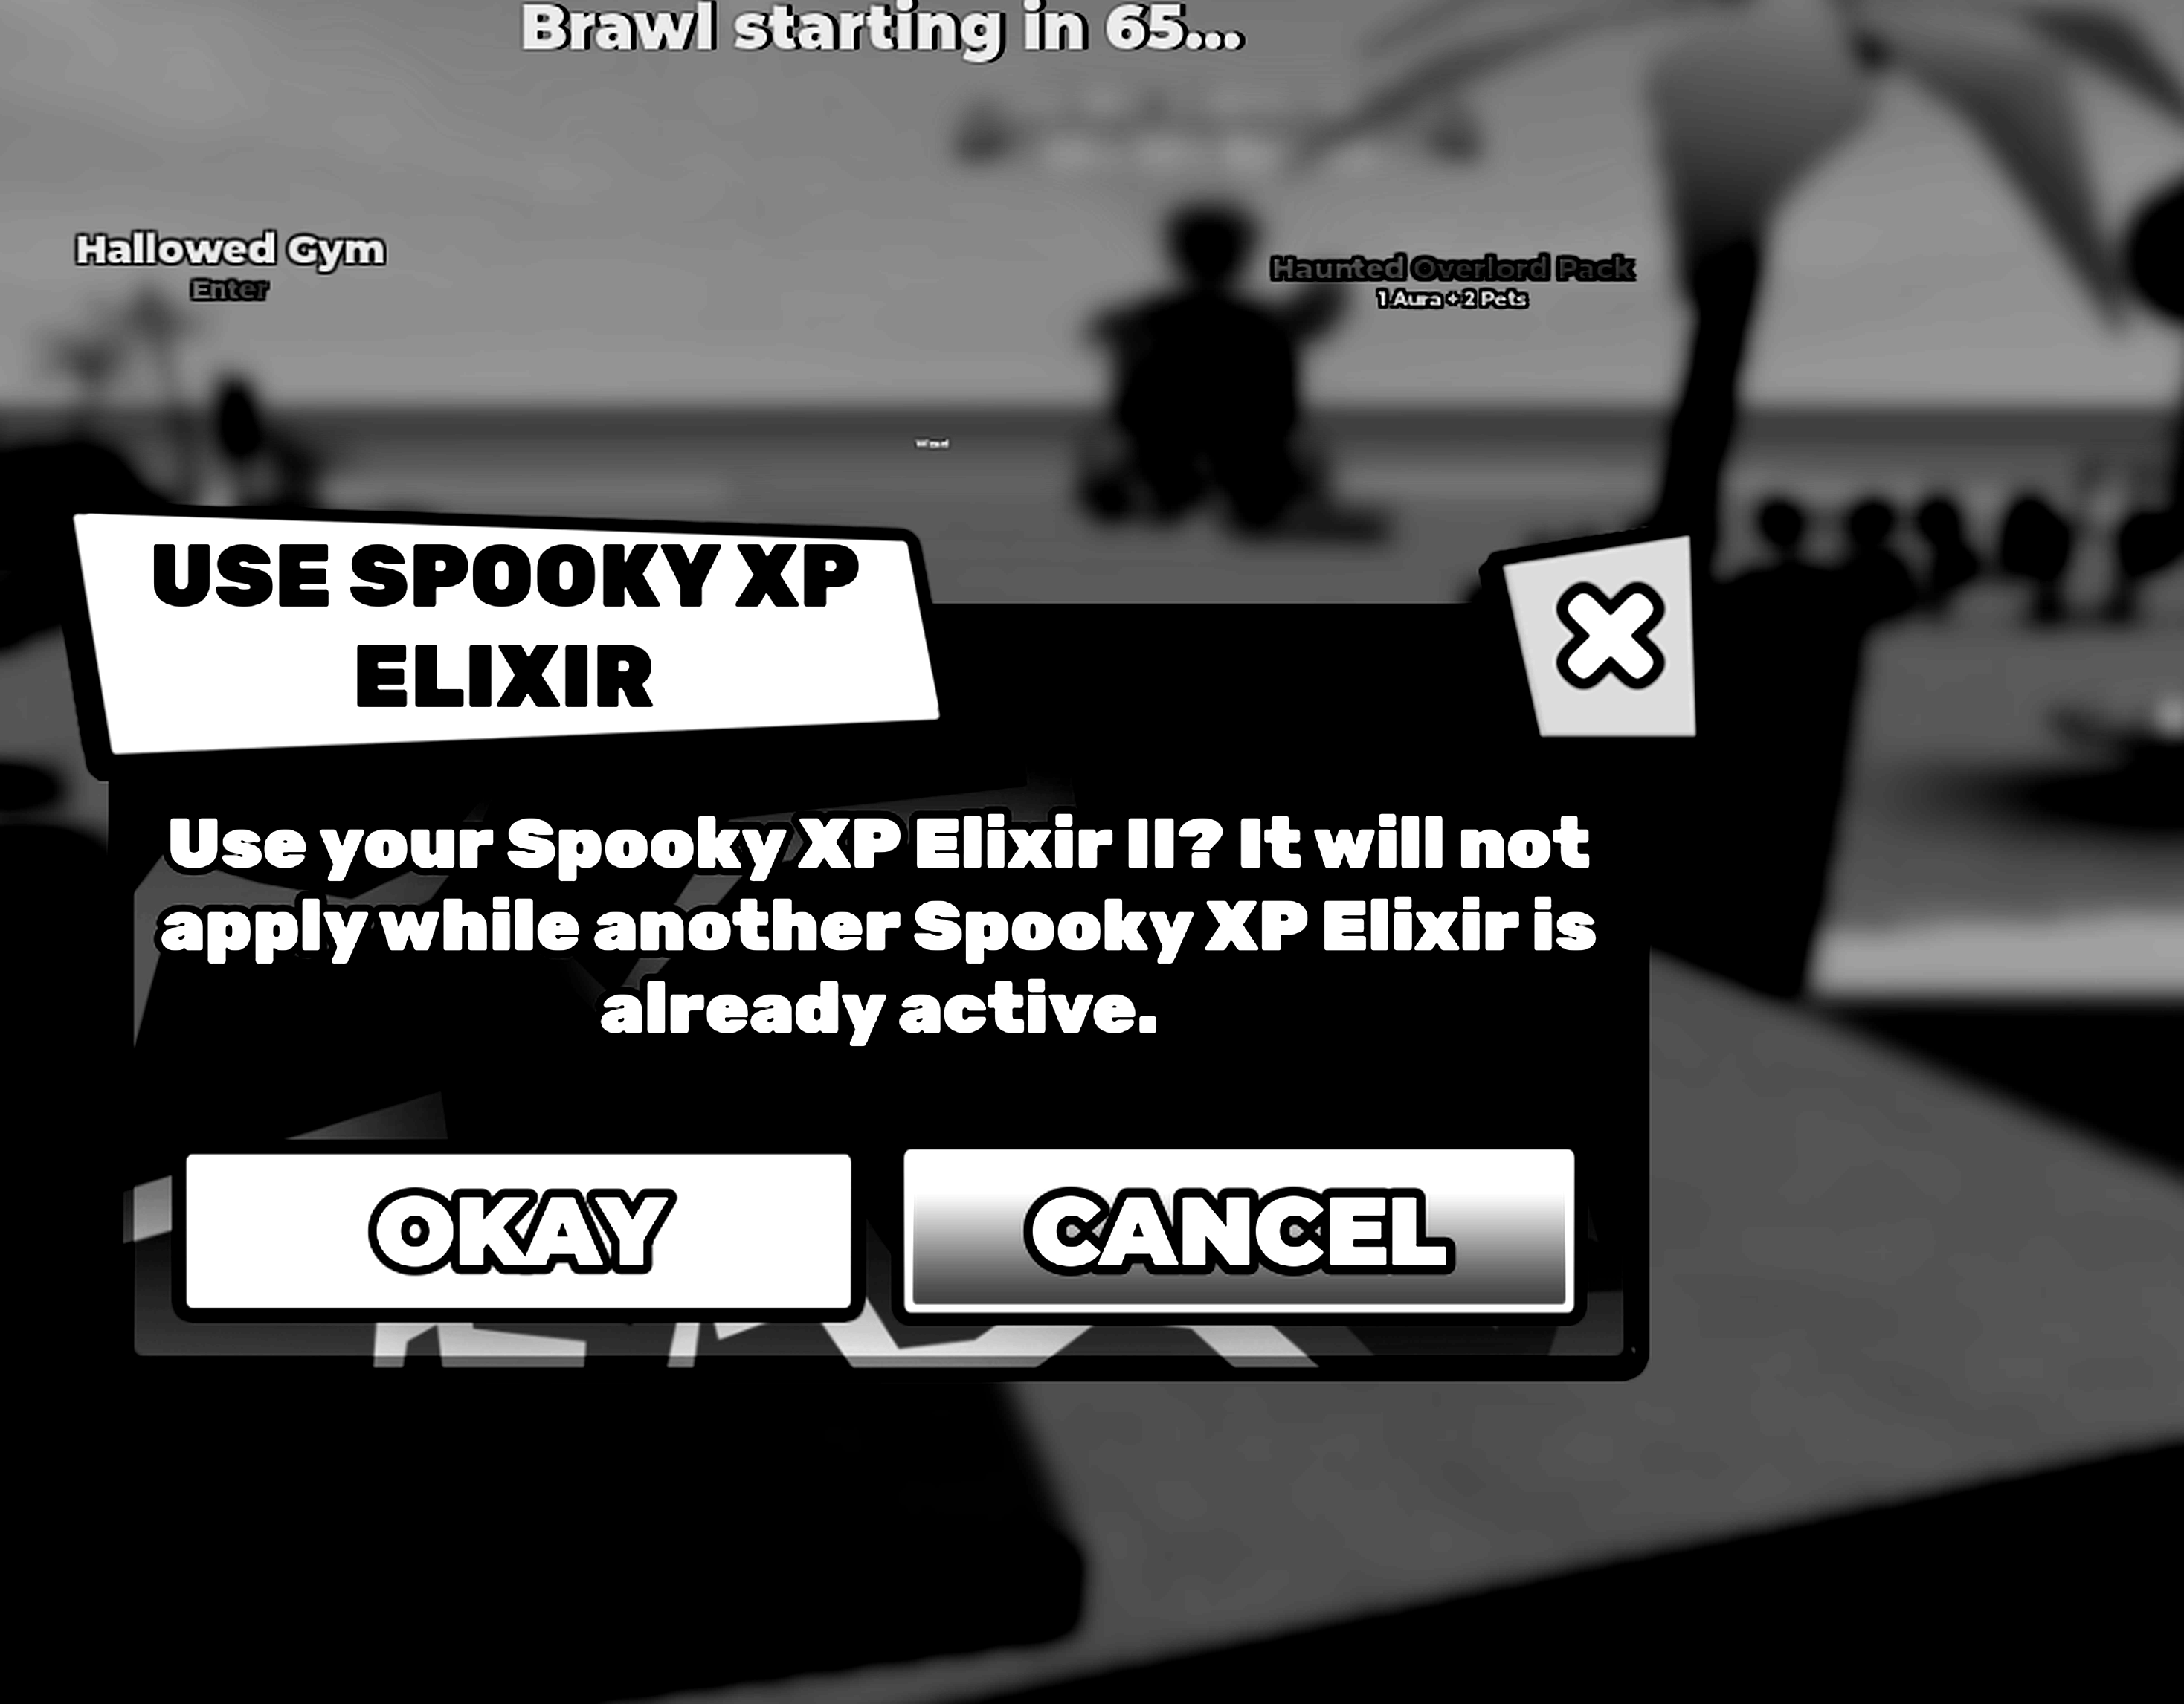 Brawl starting in 65...
Hallowed Gym
Enter
Haunted Overlord Pack
1 Aura + 2 Pets
USE SPOOKY XP
ELIXIR
Use your Spooky XP Elixir II? It will not
apply while another Spooky XP Elixir is
already active.
OKAY
CANCEL